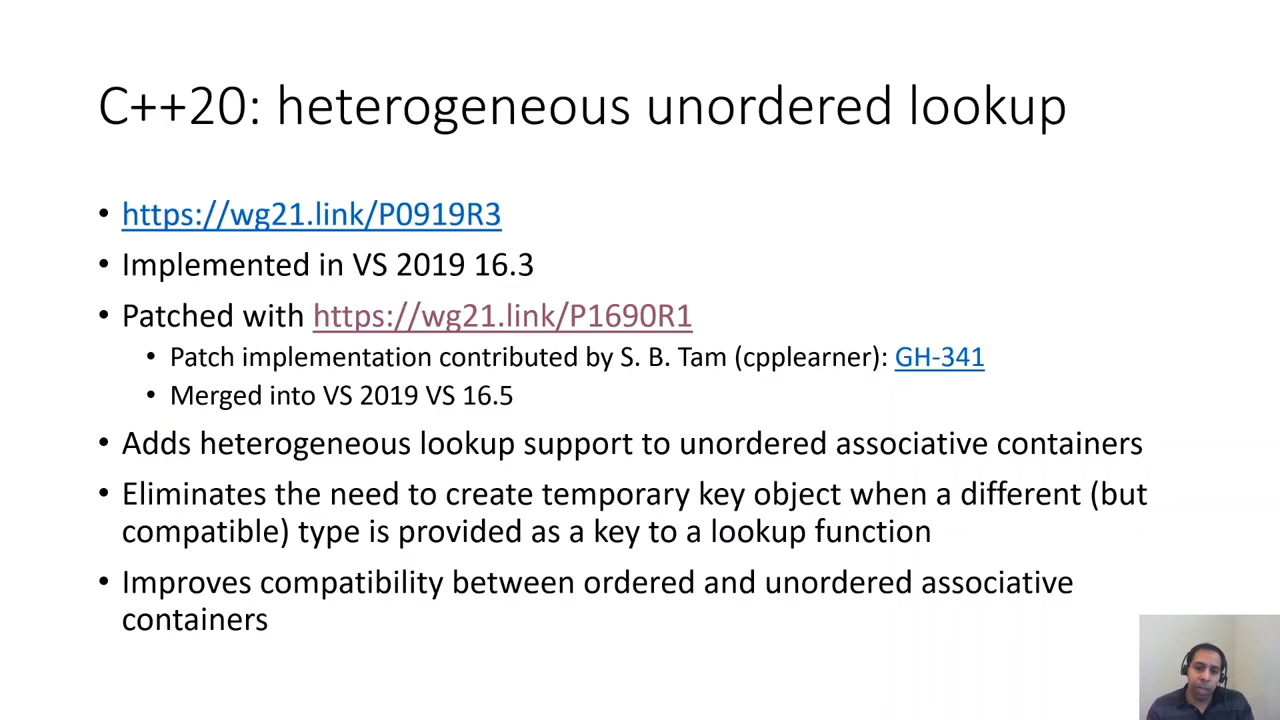 C++20: heterogeneous unordered lookup
• https://wg21.link/P0919R3
• Implemented in VS 2019 16.3
• Patched with https://wg21.link/P1690R1
• Patch implementation contributed by S. B. Tam (cpplearner): GH-341
• Merged into VS 2019 VS 16.5
• Adds heterogeneous lookup support to unordered associative containers
• Eliminates the need to create temporary key object when a different (but
compatible) type is provided as a key to a lookup function
• Improves compatibility between ordered and unordered associative
containers